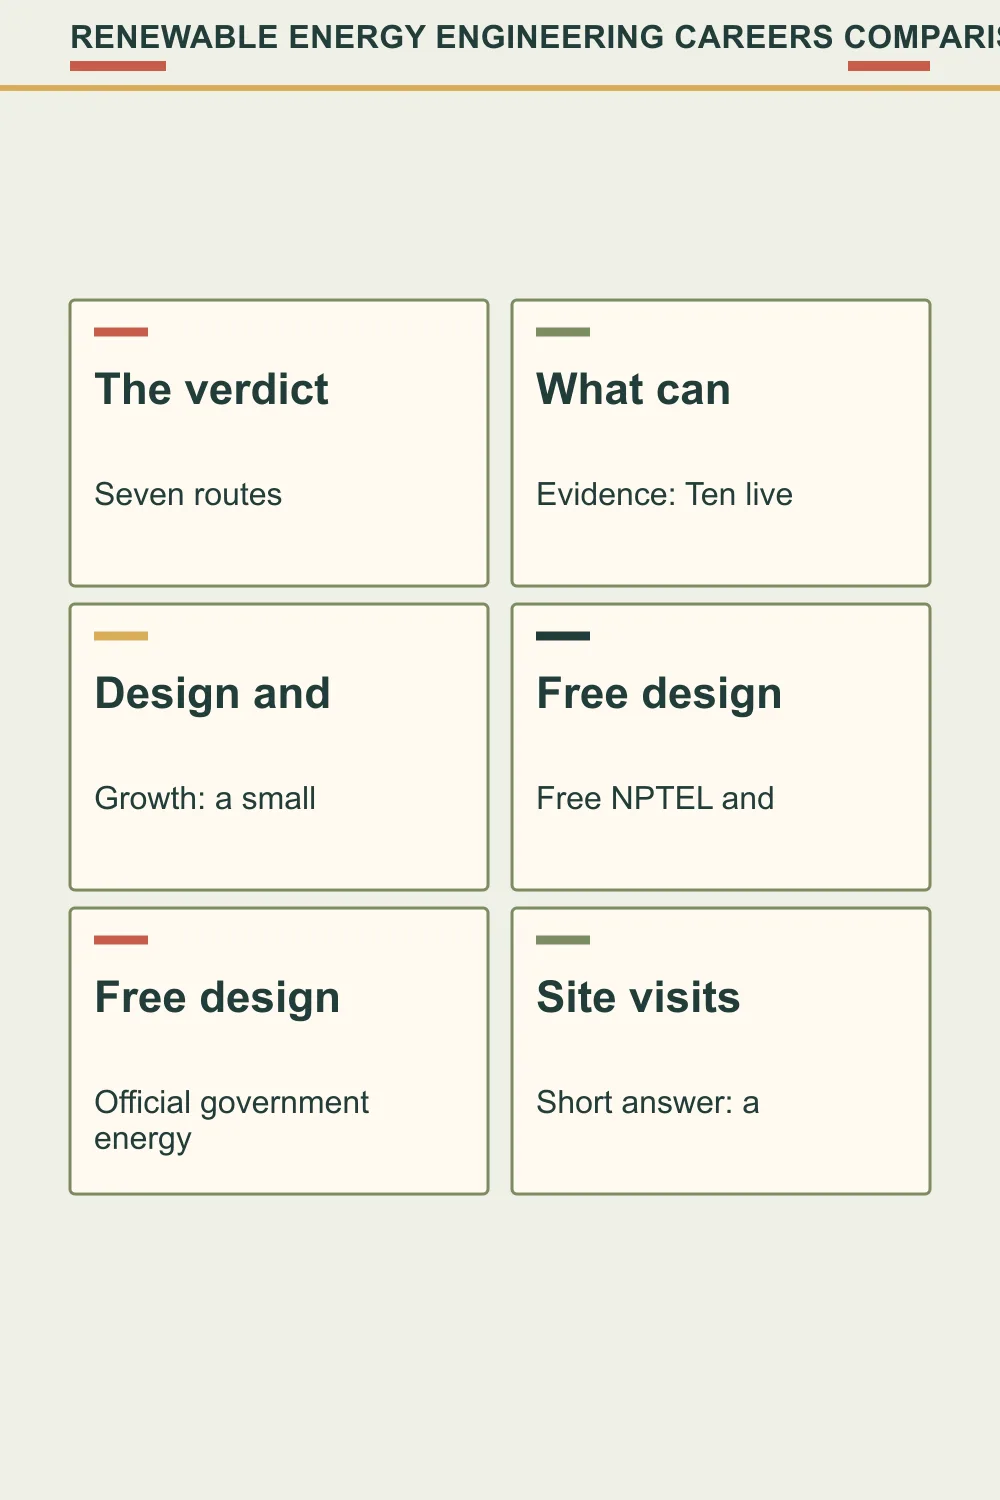 RENEWABLE ENERGY ENGINEERING CAREERS COMPARIS
The verdict
Seven routes
What can
Evidence: Ten live
Design and
Growth: a small
Free design
Free NPTEL and
Free design
Official government
energy
Site visits
Short answer: a